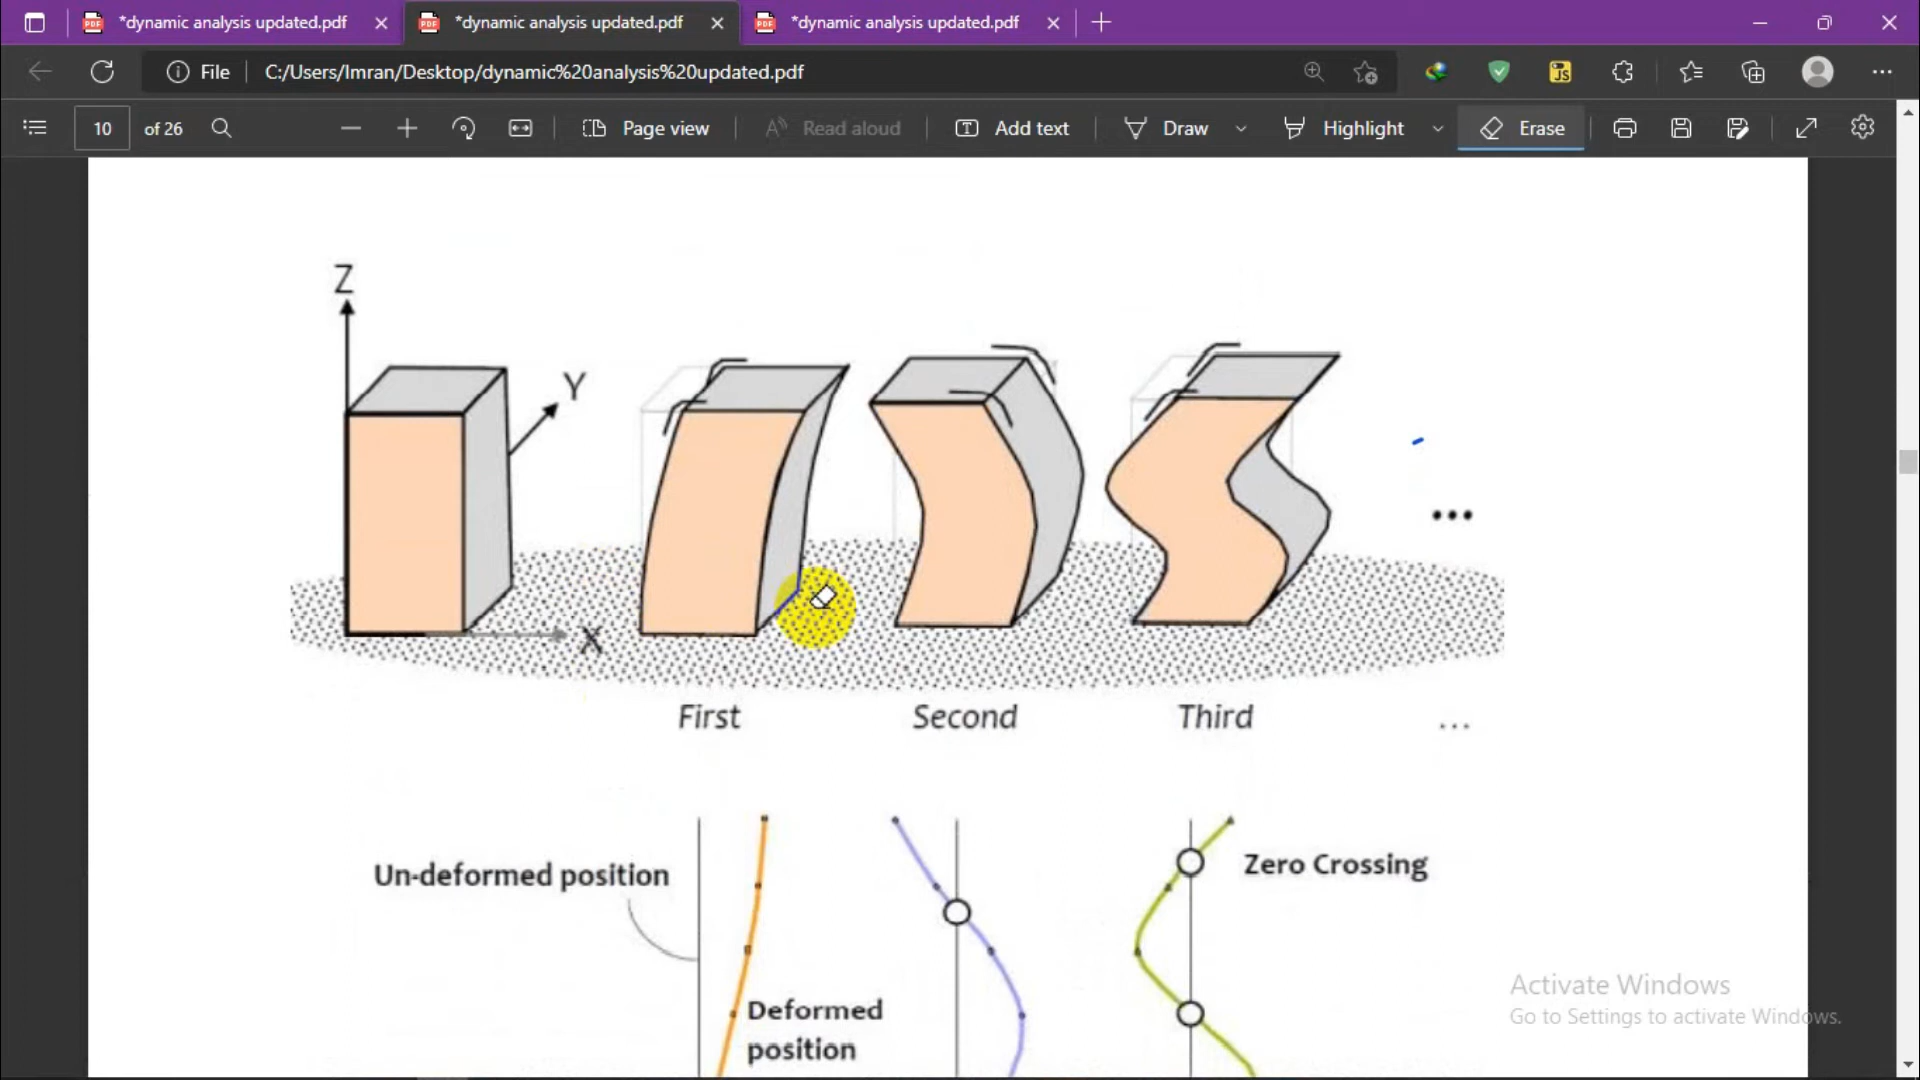 *dynamic analysis updated.pdf
*dynamic analysis updated.pdf
*dynamic analysis updated.pdf
File
C:/Users/Imran/Desktop/dynamic%20analysis%20updated.pdf
JS
10 of 26
Page view
Read aloud
Add text
Draw
Highlight
Erase
Z
Y
X
...
First
Second
Third
...
Un-deformed position
Zero Crossing
Deformed
position
Activate Windows
Go to Settings to activate Windows.